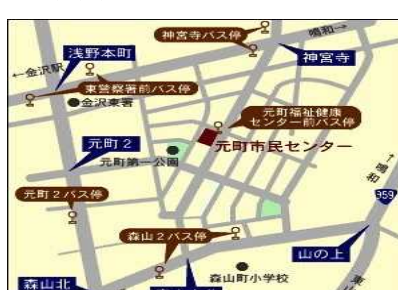 神宮寺バス停
鳴和→
浅野本町
←金沢駅
神宮寺
東警察署前バス停
金沢東署
元町福祉健康
センター前バス停
元町2
元町市民センター
元町第一公園
↑鳴和
元町2バス停
359
森山2バス停
山の上
森山町小学校
森山北